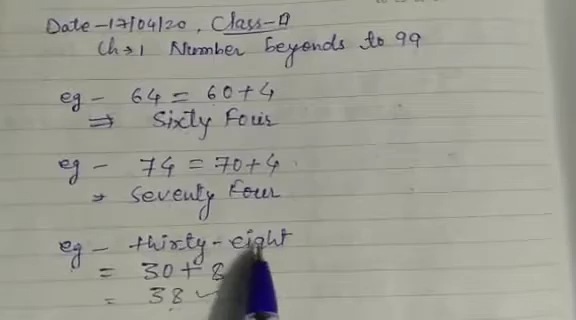 Date - 17/04/20, Class-
Ch → 1 Number beyonds to 99
eg - 64 = 60+4
⇒ Sixty Four
eg - 74 = 70+4
→ Seventy Four
eg - thirty-eight
= 30+8
= 38 ✓